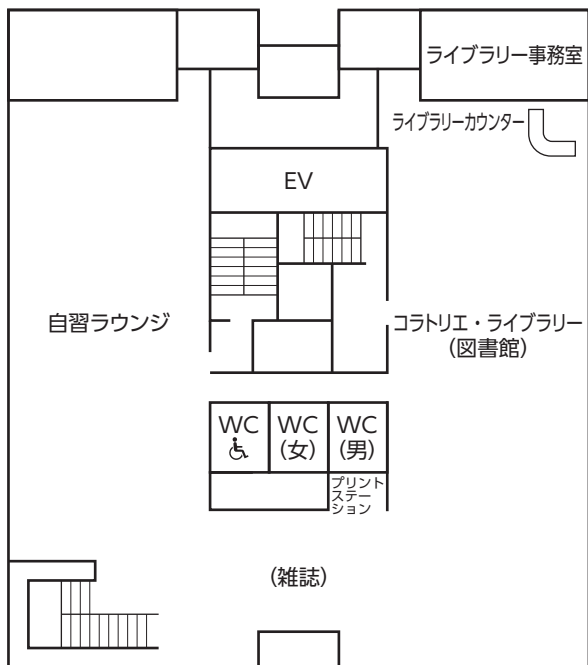 ライブラリー事務室
ライブラリーカウンター
EV
自習ラウンジ
コラトリエ・ライブラリー
(図書館)
WC
WC
(女)
WC
(男)
プリント
ステー
ション
(雑誌)